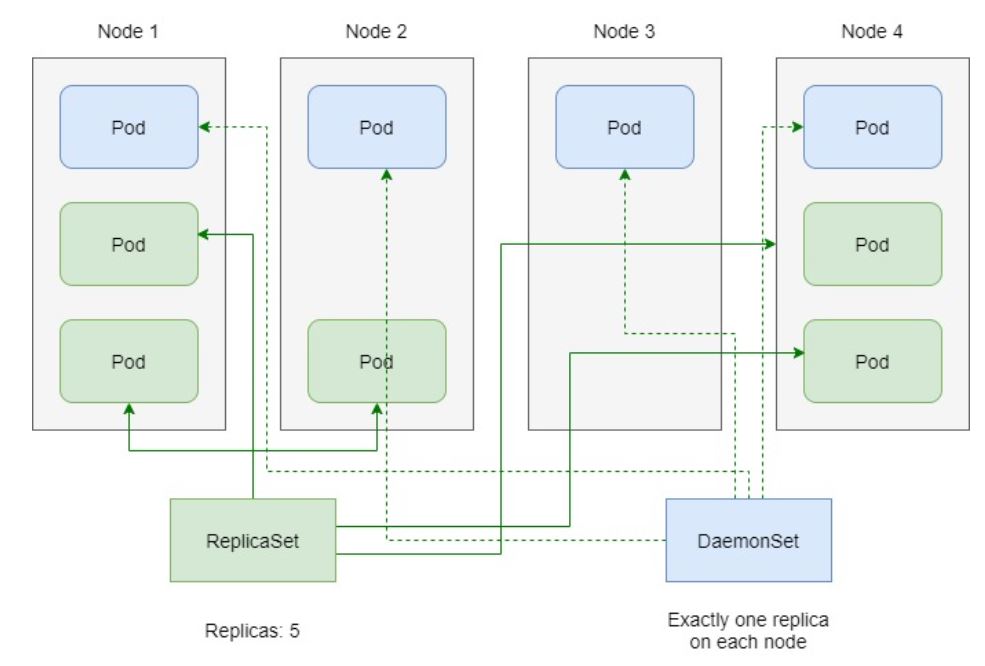 Node 1
Node 2
Node 3
Node 4
Pod
Pod
Pod
Pod
Pod
Pod
Pod
Pod
Pod
ReplicaSet
DaemonSet
Replicas: 5
Exactly one replica
on each node